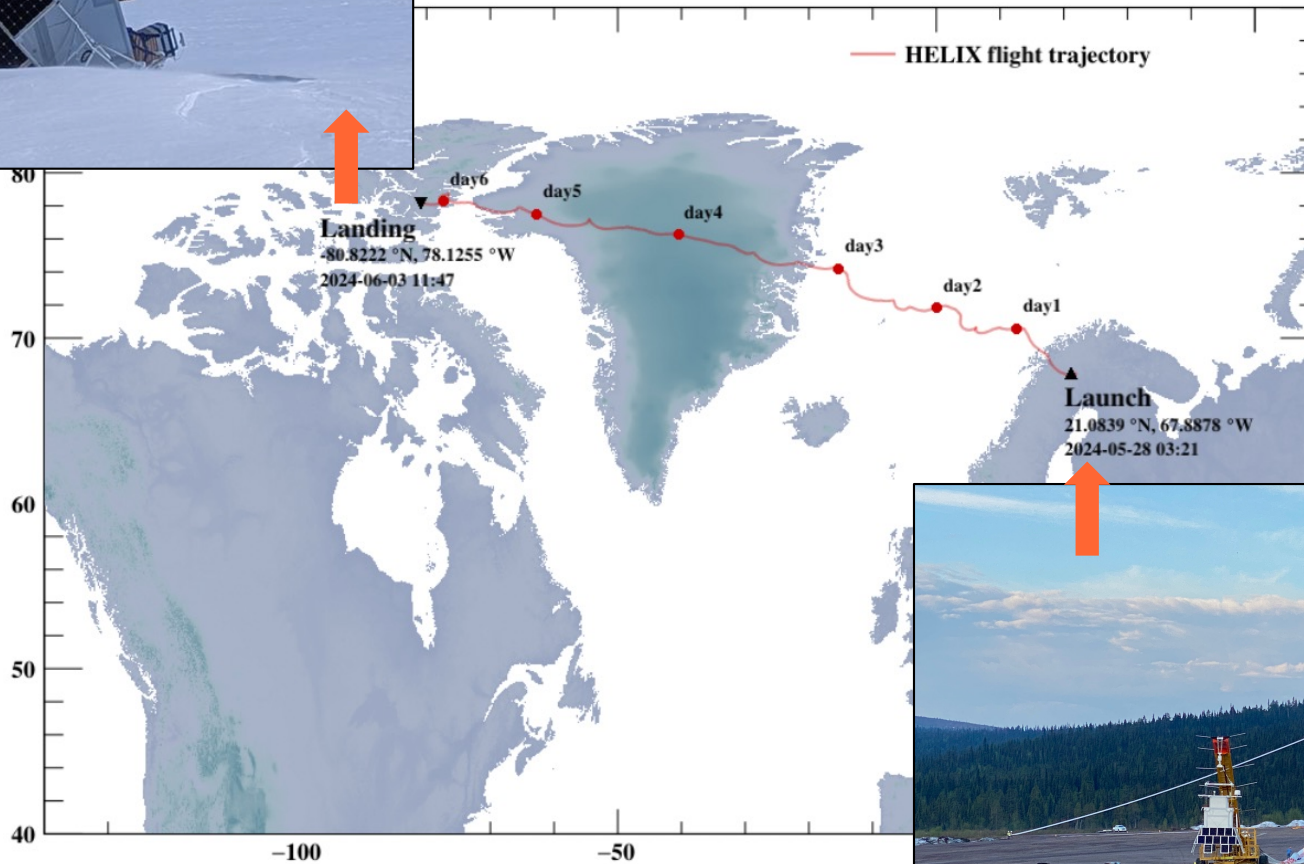 HELIX flight trajectory
80
day6
day5
day4
Landing
-80.8222 °N, 78.1255 °W
2024-06-03 11:47
day3
day2
day1
70
Launch
21.0839 °N, 67.8878 °W
2024-05-28 03:21
60
50
40
−100
−50